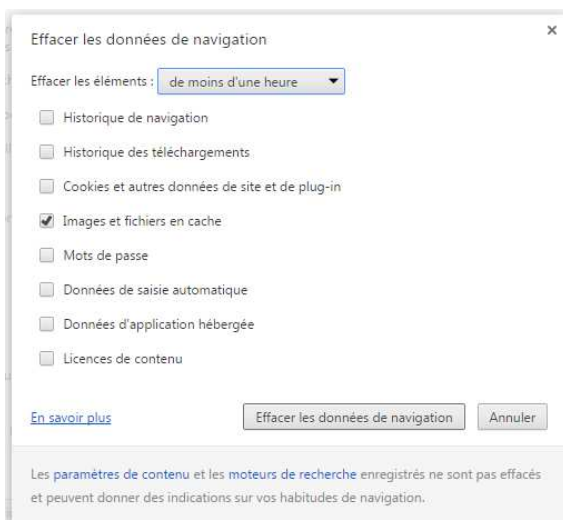 Effacer les données de navigation
Effacer les éléments : de moins d'une heure
Historique de navigation
Historique des téléchargements
Cookies et autres données de site et de plug-in
Images et fichiers en cache
Mots de passe
Données de saisie automatique
Données d'application hébergée
Licences de contenu
En savoir plus Effacer les données de navigation Annuler
Les paramètres de contenu et les moteurs de recherche enregistrés ne sont pas effacés
et peuvent donner des indications sur vos habitudes de navigation.